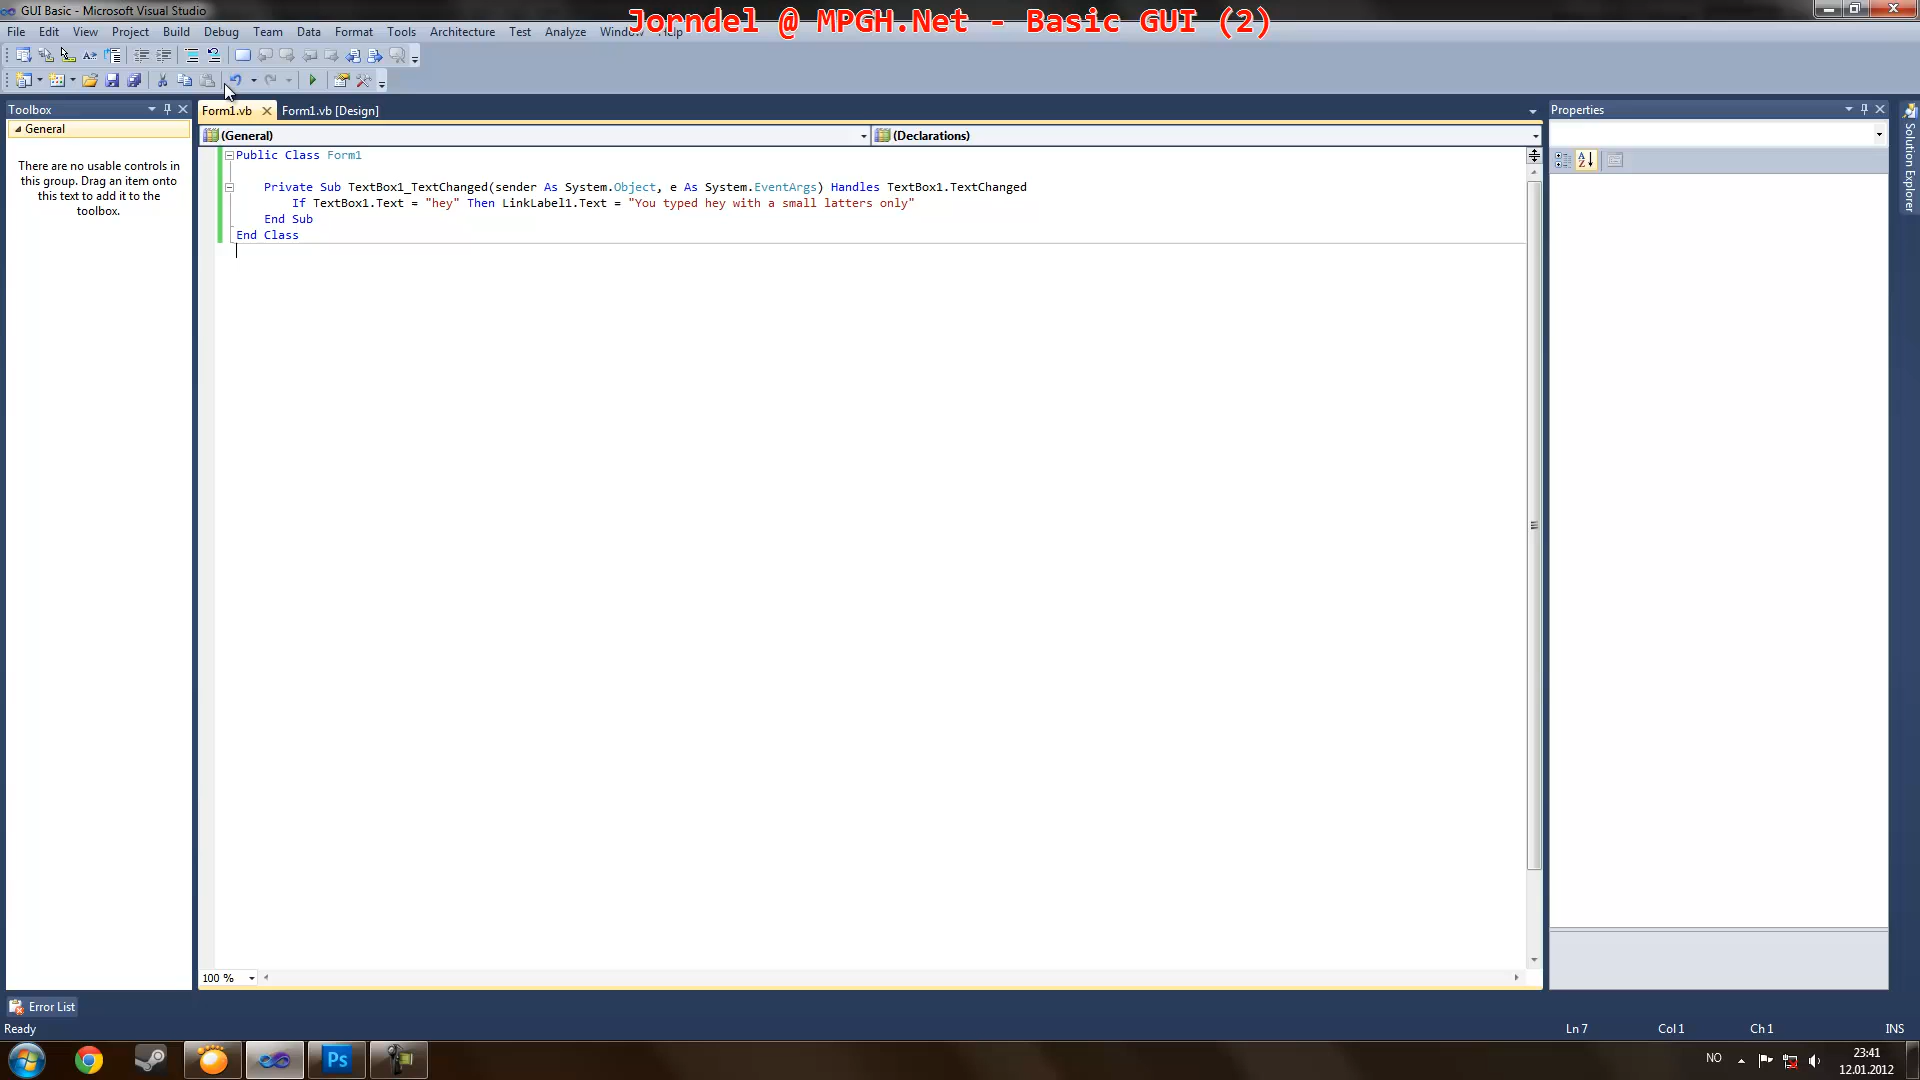 GUI Basic - Microsoft Visual Studio
Jorndel @ MPGH.Net - Basic GUI (2)
File Edit View Project Build Debug Team Data Format Tools Architecture Test Analyze Window Help
Toolbox
General
There are no usable controls in
this group. Drag an item onto
this text to add it to the
toolbox.
Form1.vb Form1.vb [Design]
(General) (Declarations)
Public Class Form1
Private Sub TextBox1_TextChanged(sender As System.Object, e As System.EventArgs) Handles TextBox1.TextChanged
If TextBox1.Text = "hey" Then LinkLabel1.Text = "You typed hey with a small latters only"
End Sub
End Class
100 %
Properties
Solution Explorer
Error List
Ready
Ln 7 Col 1 Ch 1 INS
Ps
NO
23:41
12.01.2012